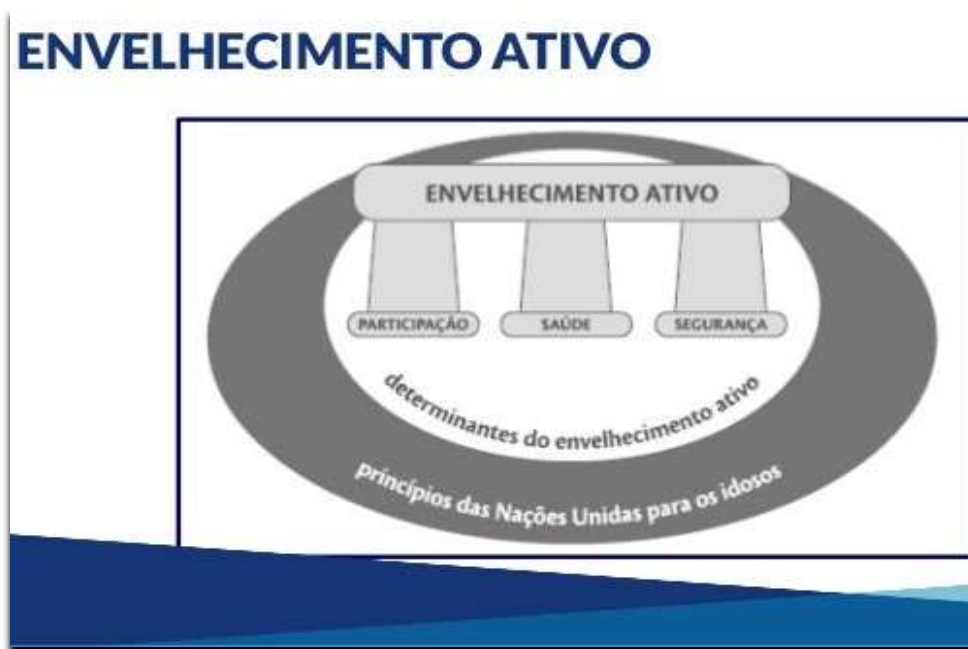 ENVELHECIMENTO ATIVO
ENVELHECIMENTO ATIVO
PARTICIPAÇÃO
SAÚDE
SEGURANÇA
determinantes do envelhecimento ativo
princípios das Nações Unidas para os idosos